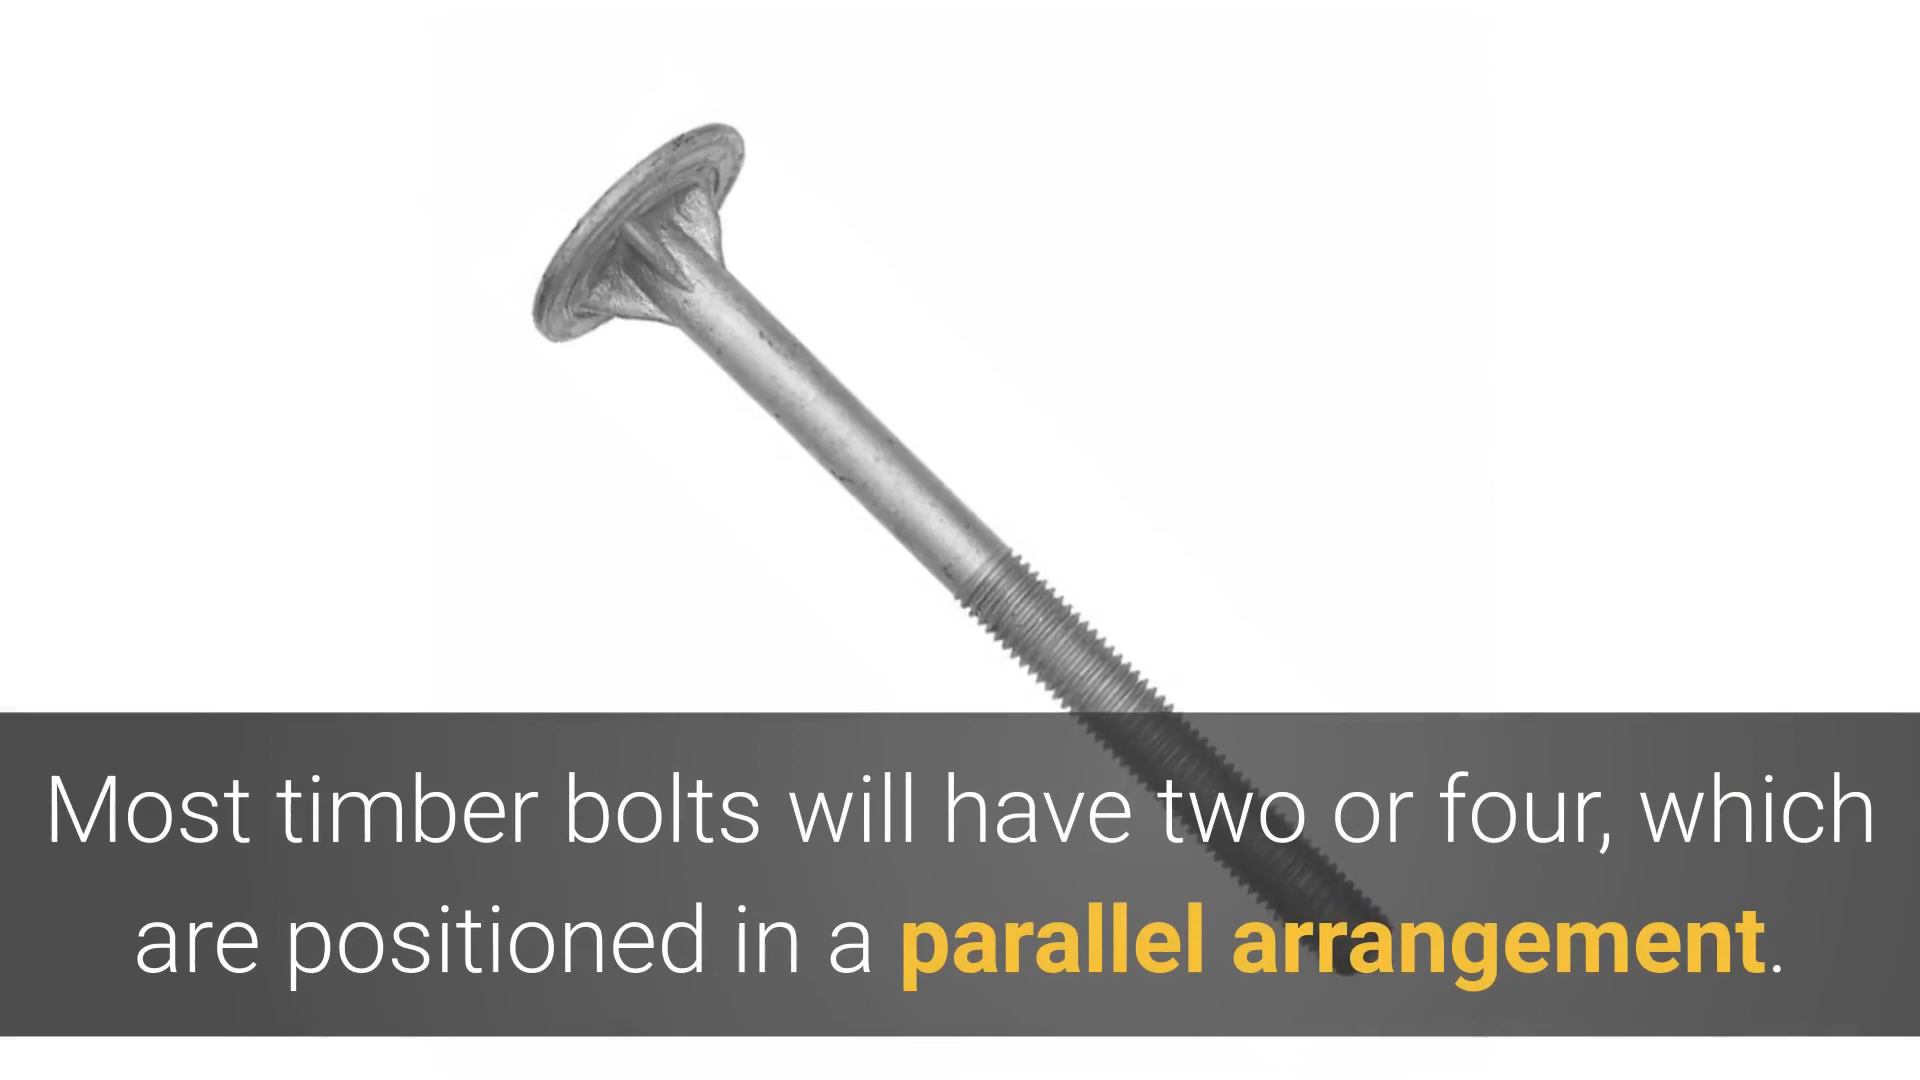 Most timber bolts will have two or four, which
are positioned in a parallel arrangement.